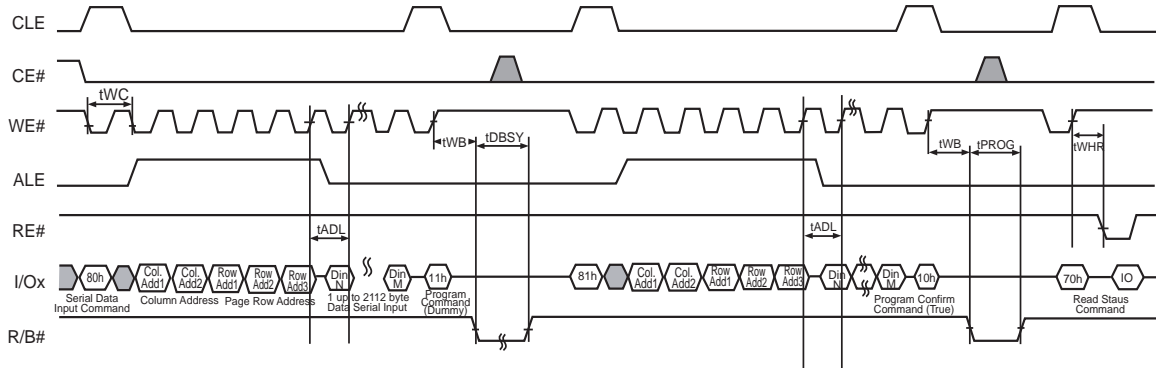 CLE
CE#
tWC
WE#
tWB
tDBSY
tWB
tPROG
tWHR
ALE
RE#
tADL
tADL
I/Ox
80h
Col. Add1
Col. Add2
Row Add1
Row Add2
Row Add3
Din N
Din M
11h
81h
Col. Add1
Col. Add2
Row Add1
Row Add2
Row Add3
Din N
Din M
10h
70h
IO
Serial Data
Input Command
Column Address
Page Row Address
1 up to 2112 byte
Data Serial Input
Program
Command
(Dummy)
Program Confirm
Command (True)
Read Staus
Command
R/B#